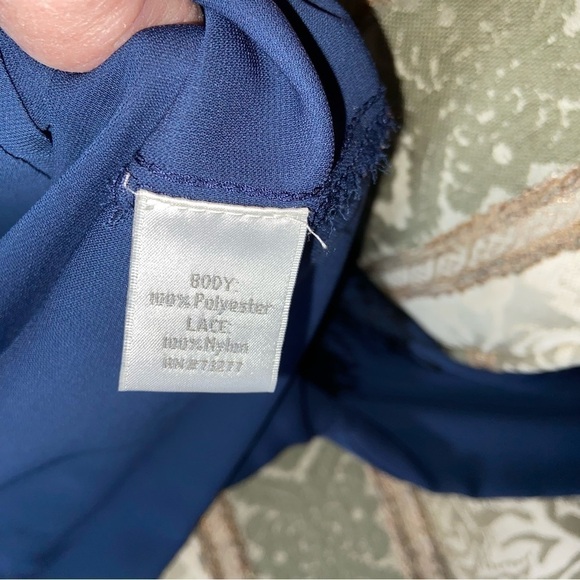 BODY:
100% Polyester
LACE:
100% Nylon
RN #73277